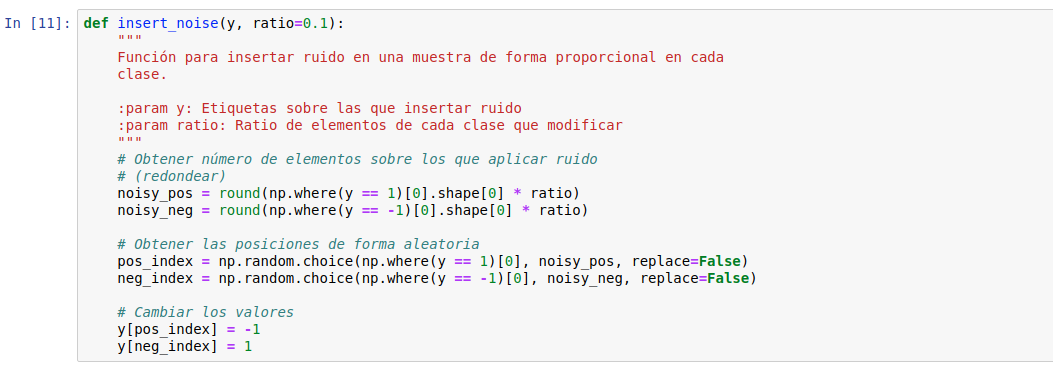 In [11]: def insert_noise(y, ratio=0.1):
    """
    Función para insertar ruido en una muestra de forma proporcional en cada
    clase.

    :param y: Etiquetas sobre las que insertar ruido
    :param ratio: Ratio de elementos de cada clase que modificar
    """
    # Obtener número de elementos sobre los que aplicar ruido
    # (redondear)
    noisy_pos = round(np.where(y == 1)[0].shape[0] * ratio)
    noisy_neg = round(np.where(y == -1)[0].shape[0] * ratio)

    # Obtener las posiciones de forma aleatoria
    pos_index = np.random.choice(np.where(y == 1)[0], noisy_pos, replace=False)
    neg_index = np.random.choice(np.where(y == -1)[0], noisy_neg, replace=False)

    # Cambiar los valores
    y[pos_index] = -1
    y[neg_index] = 1